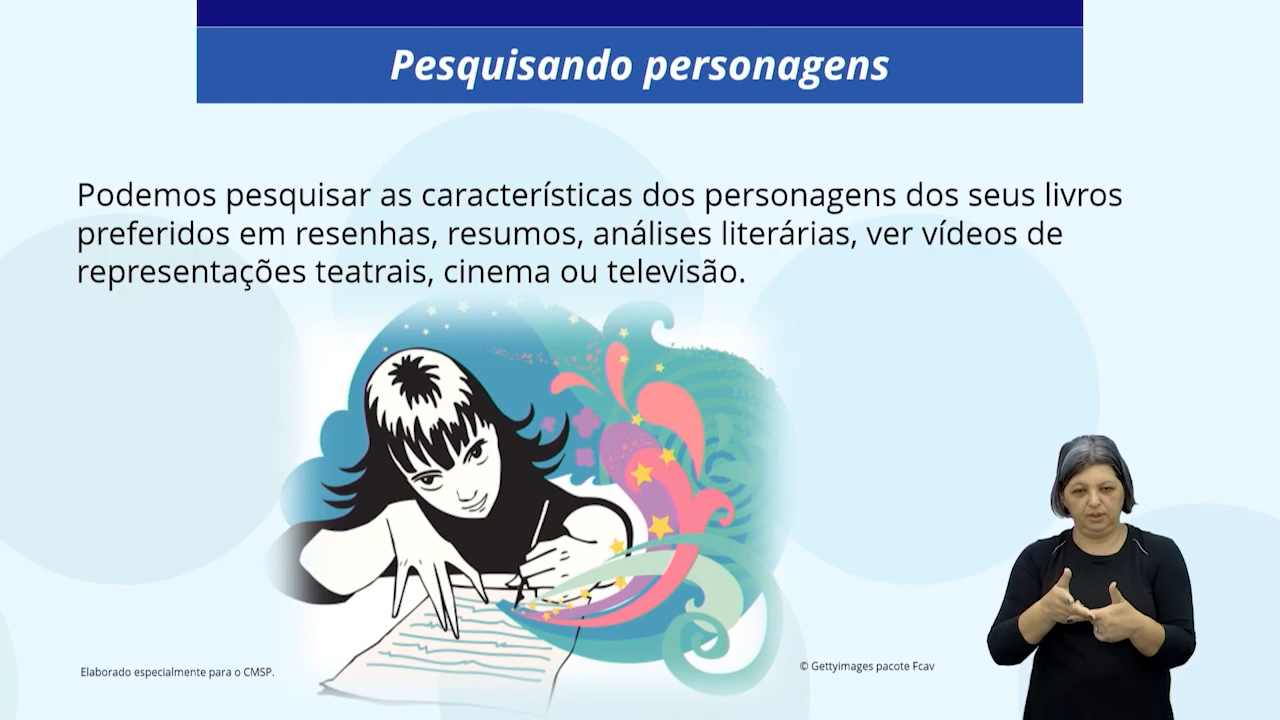 Pesquisando personagens
Podemos pesquisar as características dos personagens dos seus livros
preferidos em resenhas, resumos, análises literárias, ver vídeos de
representações teatrais, cinema ou televisão.
Elaborado especialmente para o CMSP.
© Gettyimages pacote Fcav